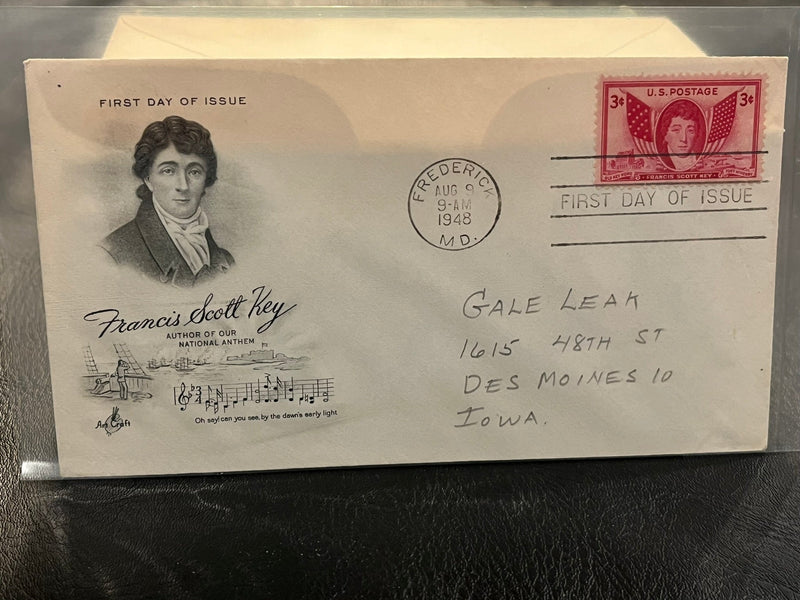 FIRST DAY OF ISSUE
U.S. POSTAGE
3¢ 3¢
FRANCIS SCOTT KEY
FREDERICK
AUG 9
9-AM
1948
MD.
FIRST DAY OF ISSUE
Francis Scott Key
AUTHOR OF OUR
NATIONAL ANTHEM
Oh say! can you see, by the dawn's early light
Art Craft
GALE LEAK
1615 48TH ST
DES MOINES 10
IOWA.